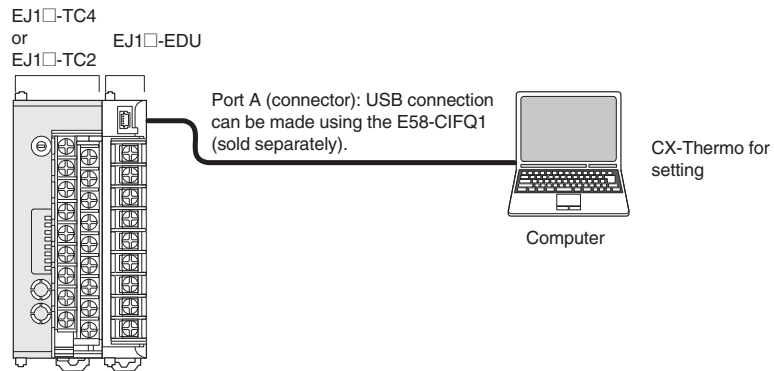 EJ1□-TC4
or
EJ1□-TC2
EJ1□-EDU
Port A (connector): USB connection
can be made using the E58-CIFQ1
(sold separately).
CX-Thermo for
setting
Computer